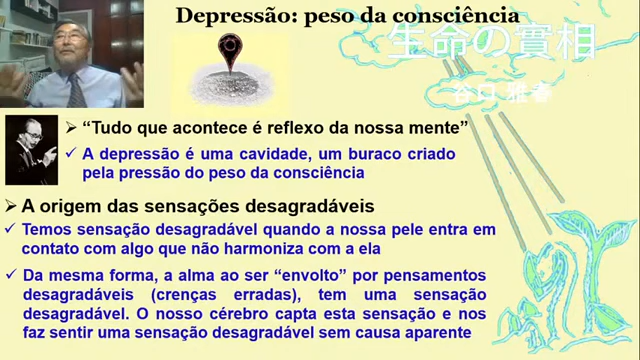 Depressão: peso da consciência
生命の實相
谷口 雅春
➢ “Tudo que acontece é reflexo da nossa mente”
✓ A depressão é uma cavidade, um buraco criado
pela pressão do peso da consciência
➢ A origem das sensações desagradáveis
✓ Temos sensação desagradável quando a nossa pele entra em
contato com algo que não harmoniza com a ela
✓ Da mesma forma, a alma ao ser “envolto” por pensamentos
desagradáveis (crenças erradas), tem uma sensação
desagradável. O nosso cérebro capta esta sensação e nos
faz sentir uma sensação desagradável sem causa aparente